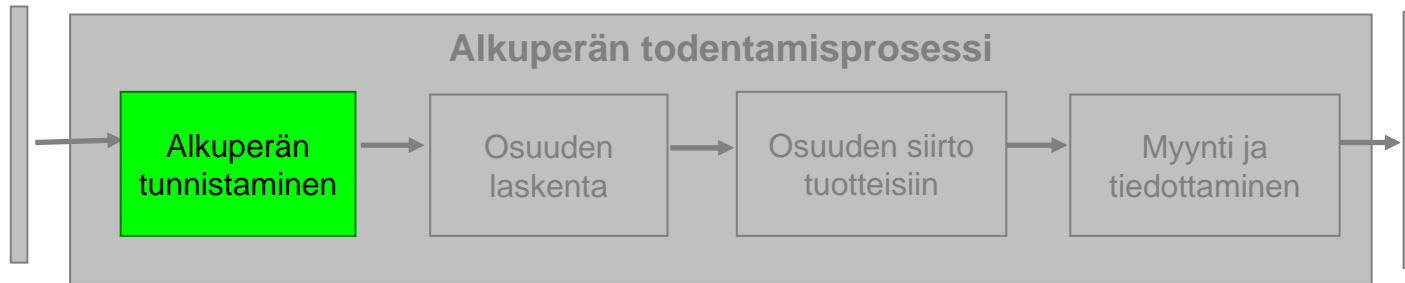 Alkuperän todentamisprosessi
Alkuperän
tunnistaminen
Osuuden
laskenta
Osuuden siirto
tuotteisiin
Myynti ja
tiedottaminen